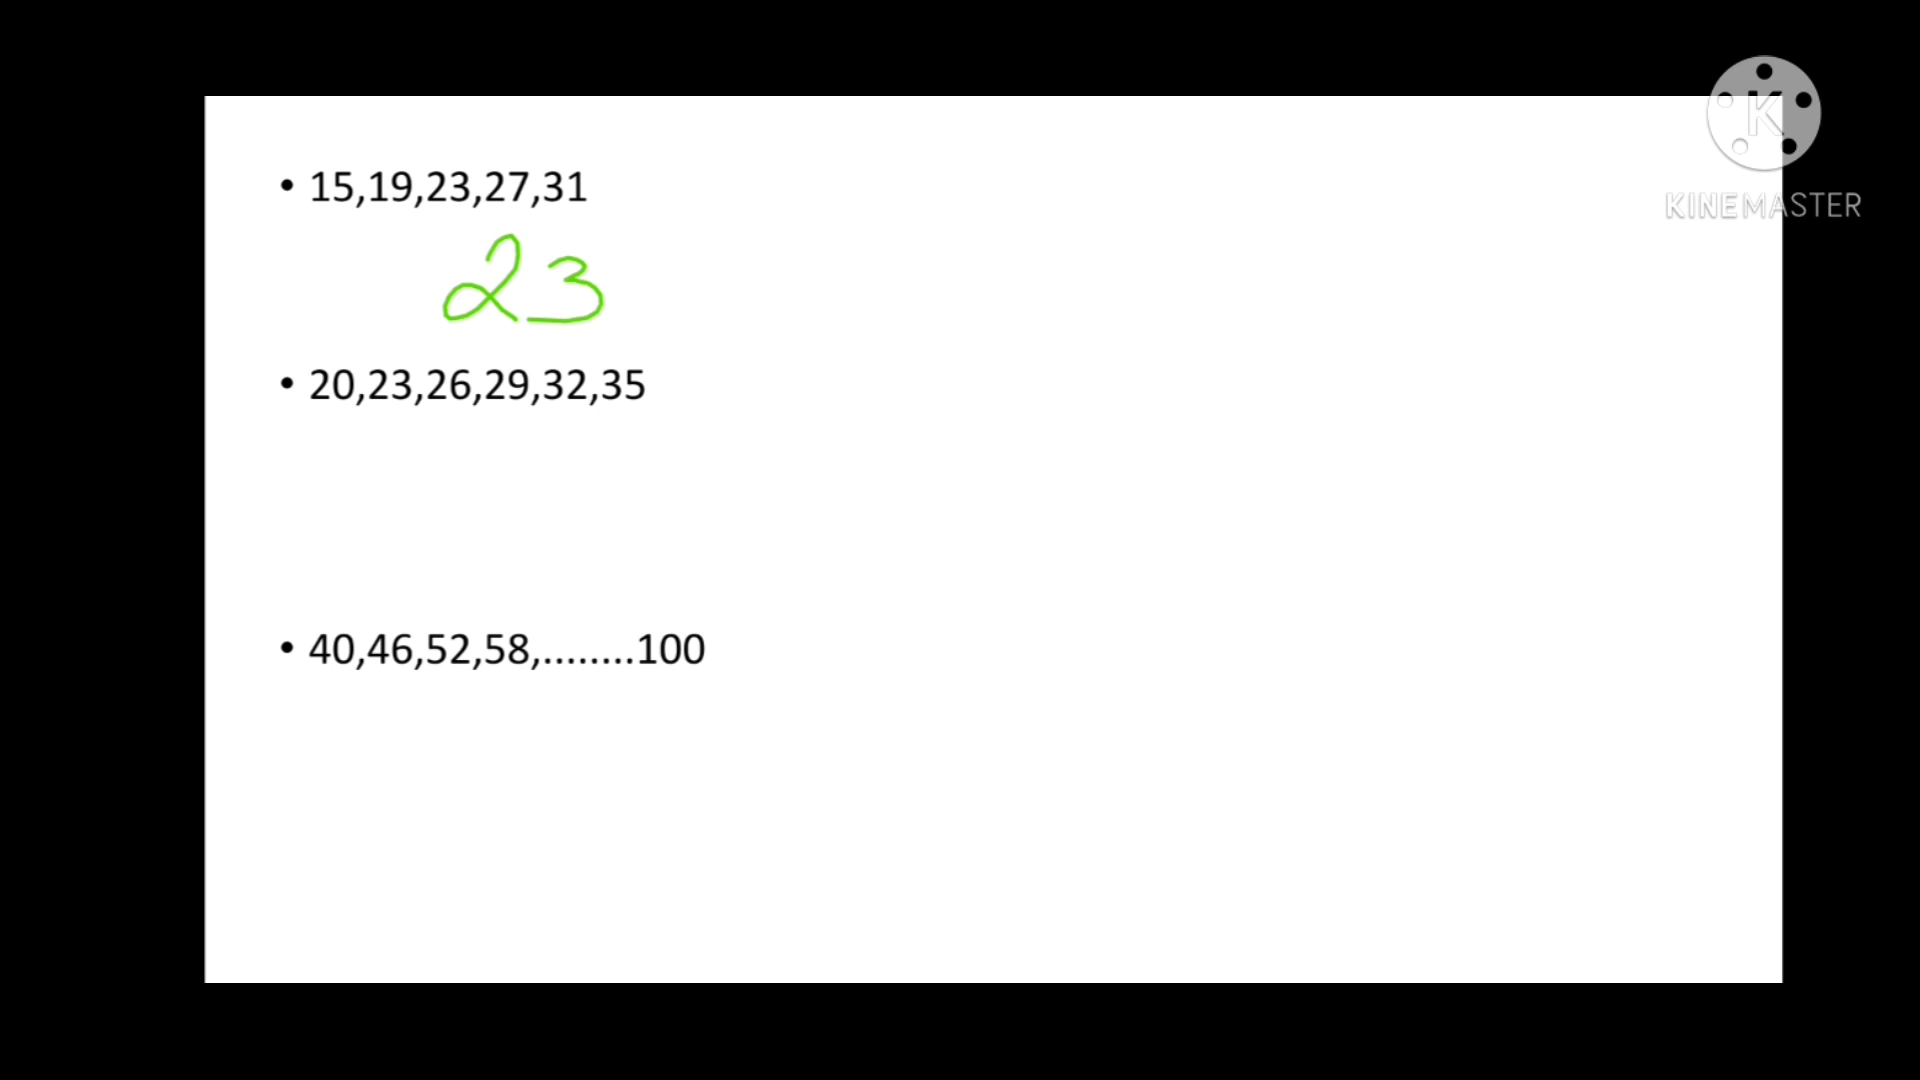 K
KINEMASTER
• 15,19,23,27,31
23
• 20,23,26,29,32,35
• 40,46,52,58,........100